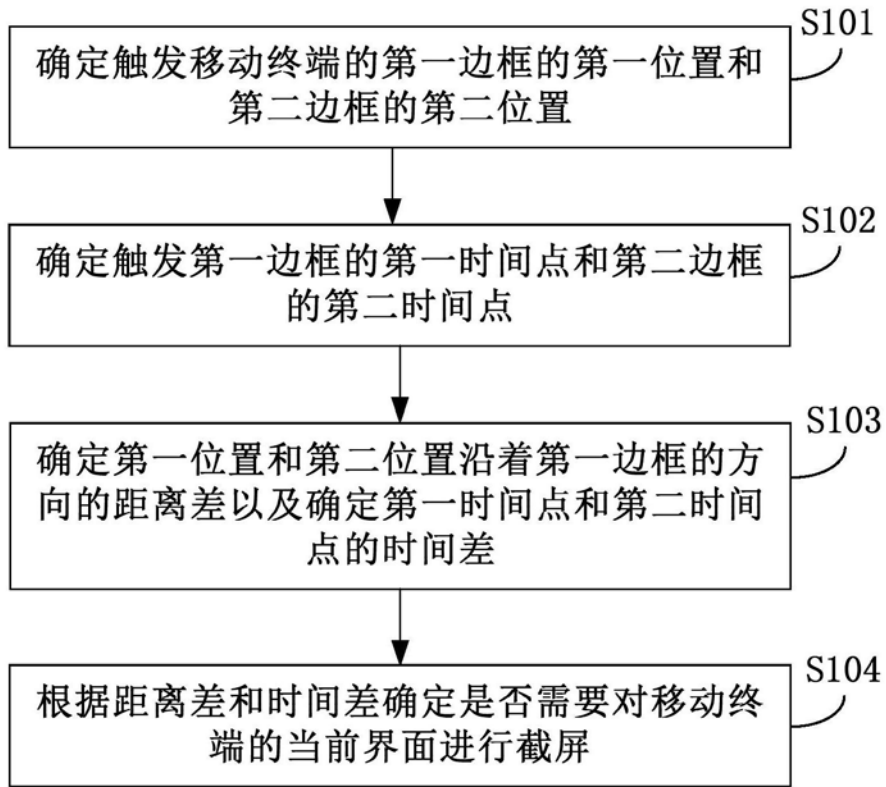 S101
确定触发移动终端的第一边框的第一位置和
第二边框的第二位置
S102
确定触发第一边框的第一时间点和第二边框
的第二时间点
S103
确定第一位置和第二位置沿着第一边框的方
向的距离差以及确定第一时间点和第二时间
点的时间差
S104
根据距离差和时间差确定是否需要对移动终
端的当前界面进行截屏